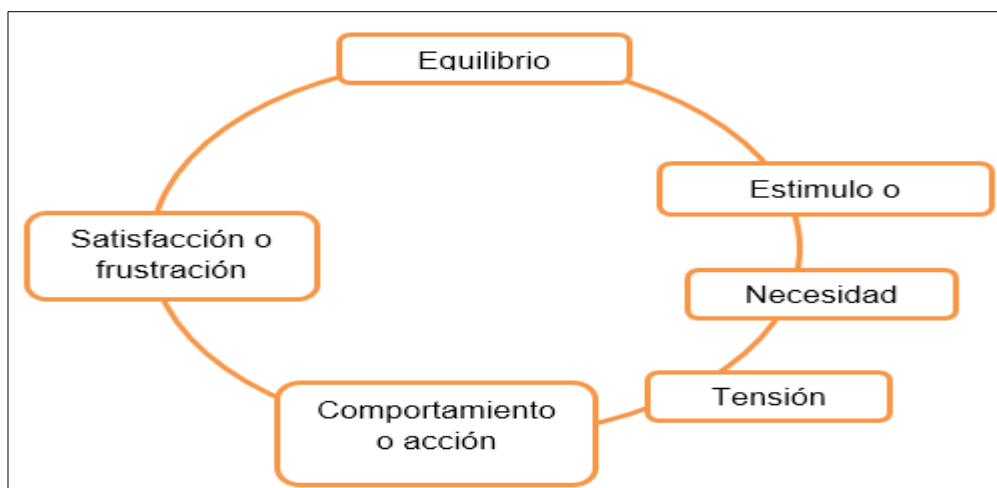 Equilibrio
Estimulo o
Necesidad
Tensión
Comportamiento
o acción
Satisfacción o
frustración